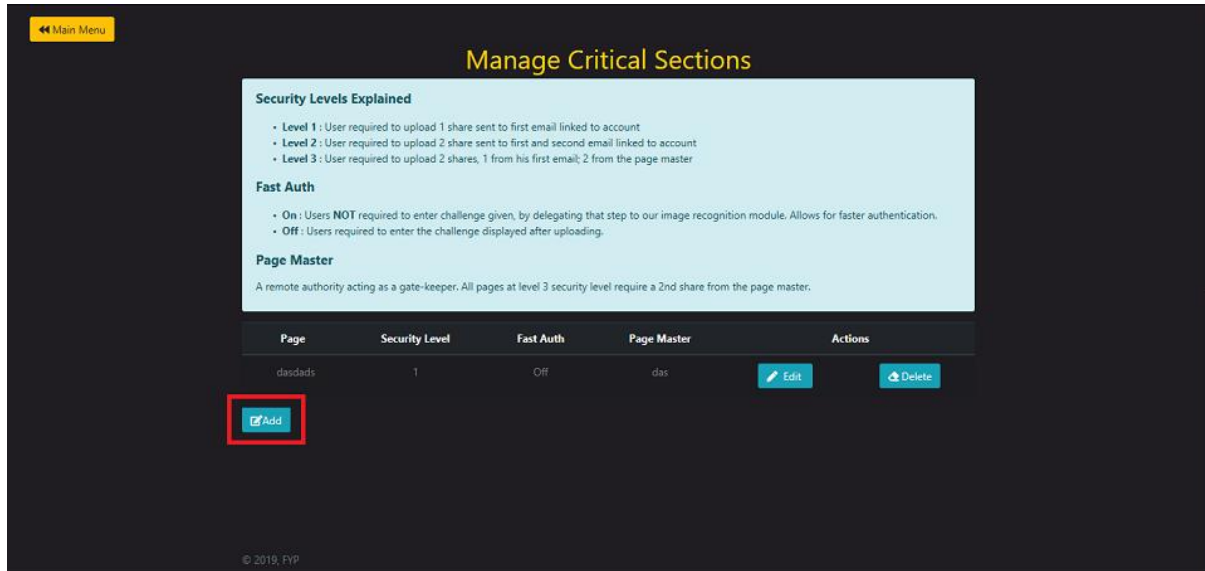 Main Menu
Manage Critical Sections
Security Levels Explained
• Level 1 : User required to upload 1 share sent to first email linked to account
• Level 2 : User required to upload 2 share sent to first and second email linked to account
• Level 3 : User required to upload 2 shares, 1 from his first email; 2 from the page master
Fast Auth
• On : Users NOT required to enter challenge given, by delegating that step to our image recognition module. Allows for faster authentication.
• Off : Users required to enter the challenge displayed after uploading.
Page Master
A remote authority acting as a gate-keeper. All pages at level 3 security level require a 2nd share from the page master.
Page Security Level Fast Auth Page Master Actions
dasdads 1 Off das Edit Delete
Add
© 2019, FYP